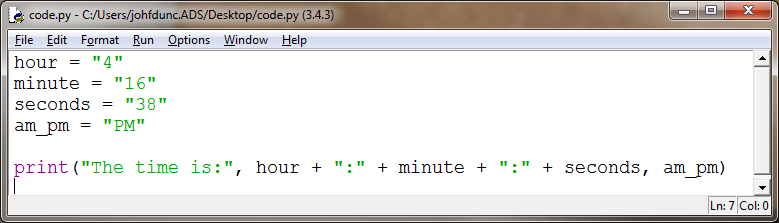 code.py - C:/Users/johfdunc.ADS/Desktop/code.py (3.4.3)
File Edit Format Run Options Window Help
hour = "4"
minute = "16"
seconds = "38"
am_pm = "PM"
print("The time is:", hour + ":" + minute + ":" + seconds, am_pm)
Ln: 7 Col: 0